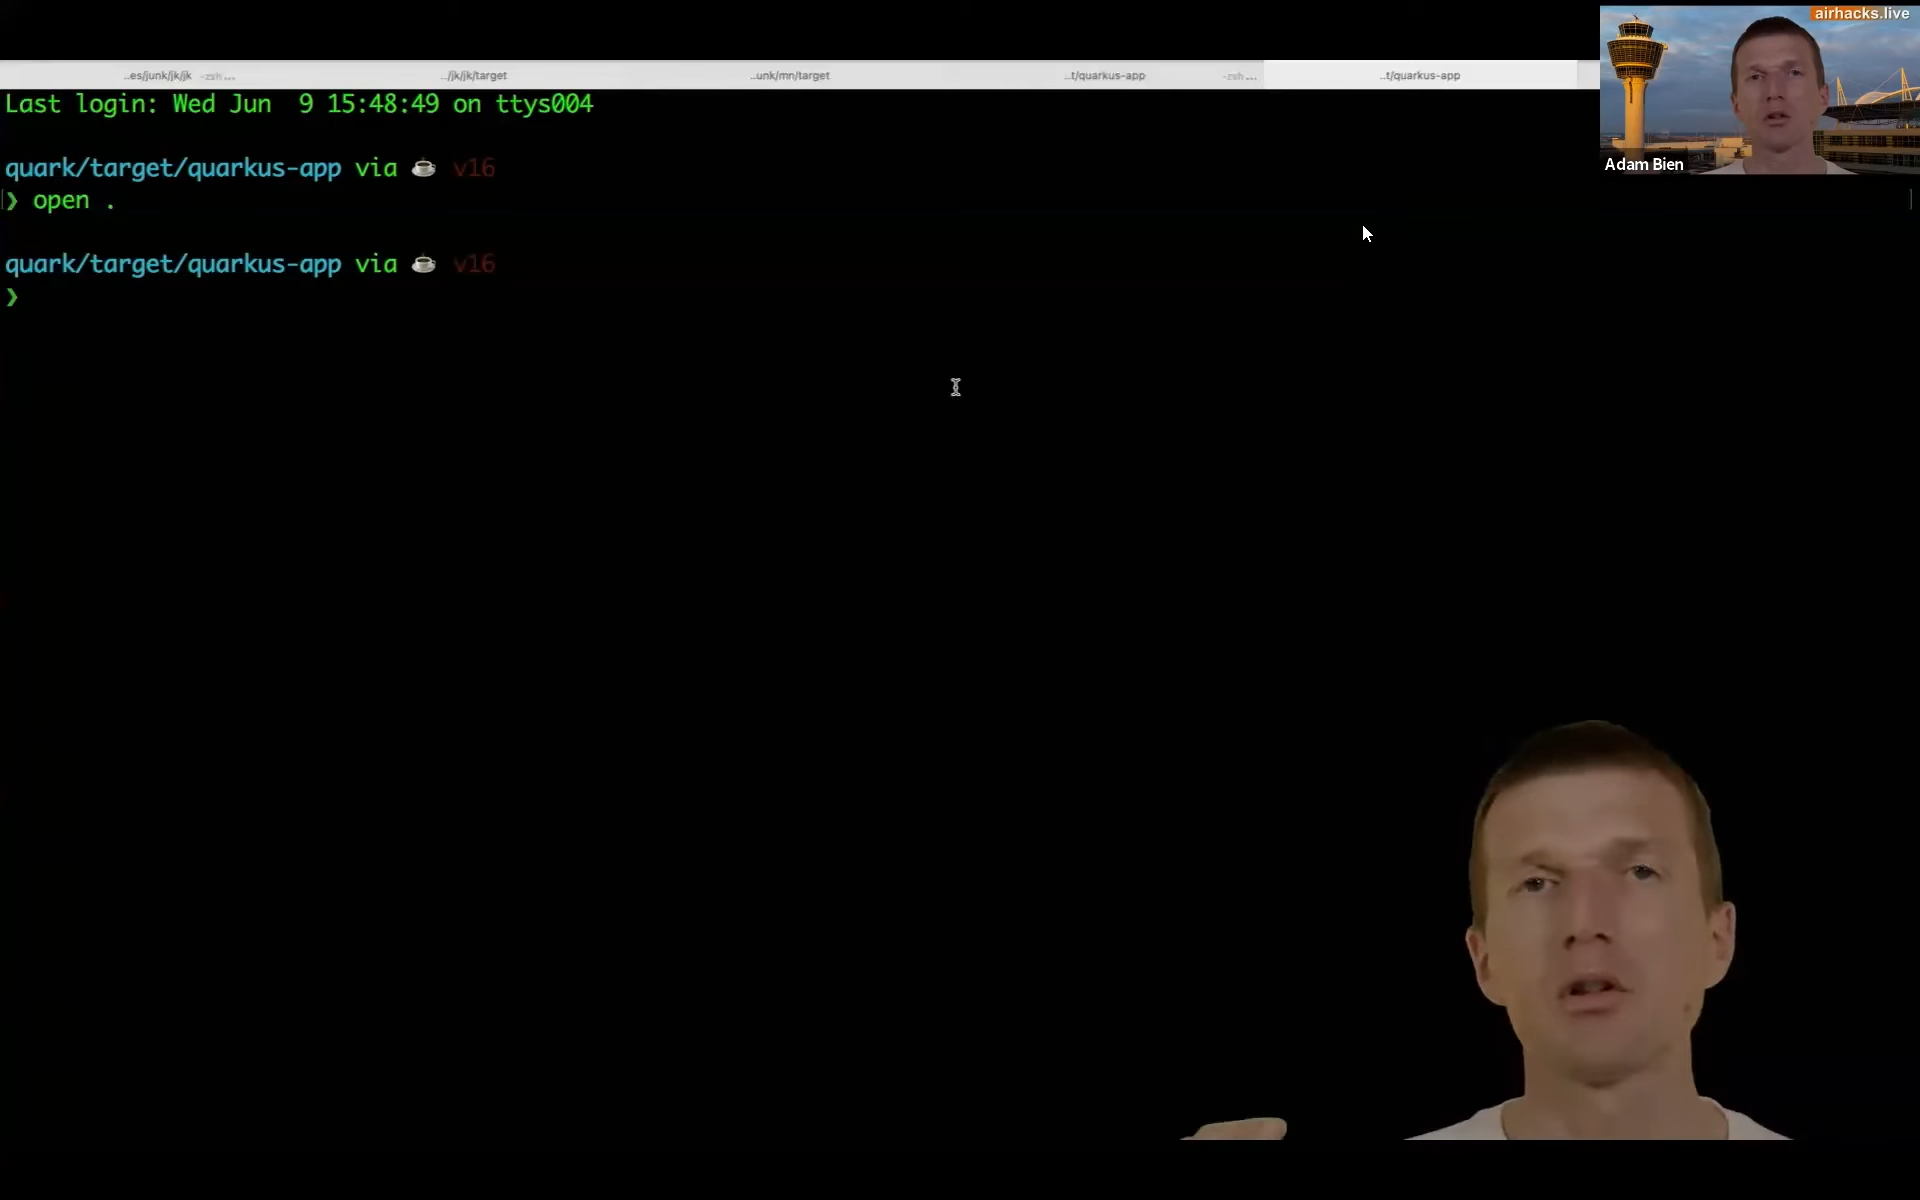 airhacks.live
..es/junk/jk/jk -zsh...
../jk/jk/target
..unk/mn/target
..t/quarkus-app -zsh...
..t/quarkus-app
Last login: Wed Jun  9 15:48:49 on ttys004
Adam Bien
quark/target/quarkus-app via ☕ v16
❯ open .
quark/target/quarkus-app via ☕ v16
❯